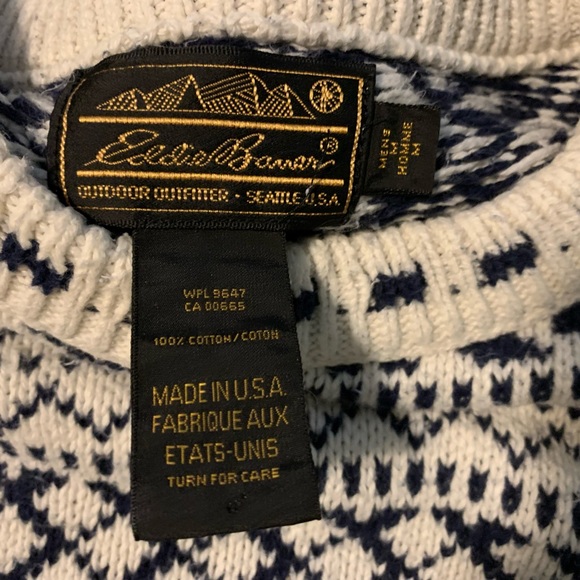 Eddie Bauer®
OUTDOOR OUTFITTER • SEATTLE U.S.A
MENS
M
HOMME
M
WPL 9647
CA 00665
100% COTTON/COTON
MADE IN U.S.A.
FABRIQUE AUX
ETATS-UNIS
TURN FOR CARE